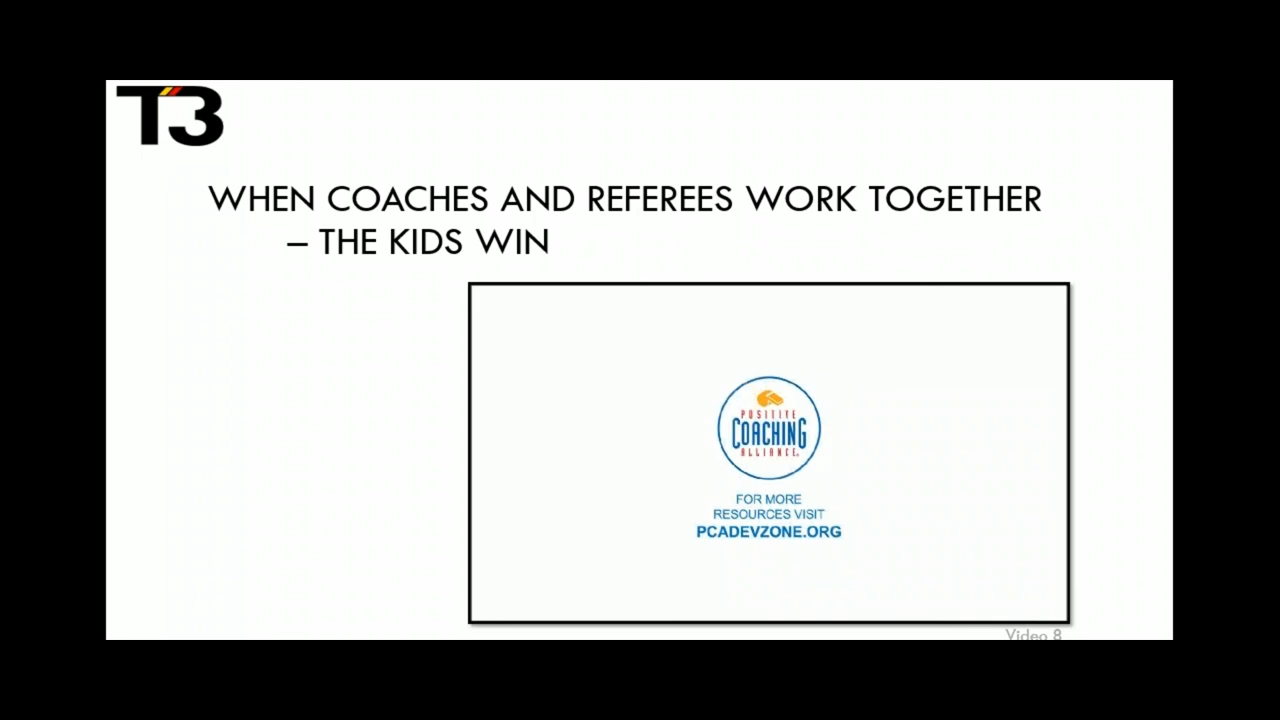 T3
WHEN COACHES AND REFEREES WORK TOGETHER
– THE KIDS WIN
POSITIVE
COACHING
ALLIANCE
FOR MORE
RESOURCES VISIT
PCADEVZONE.ORG
Video 8